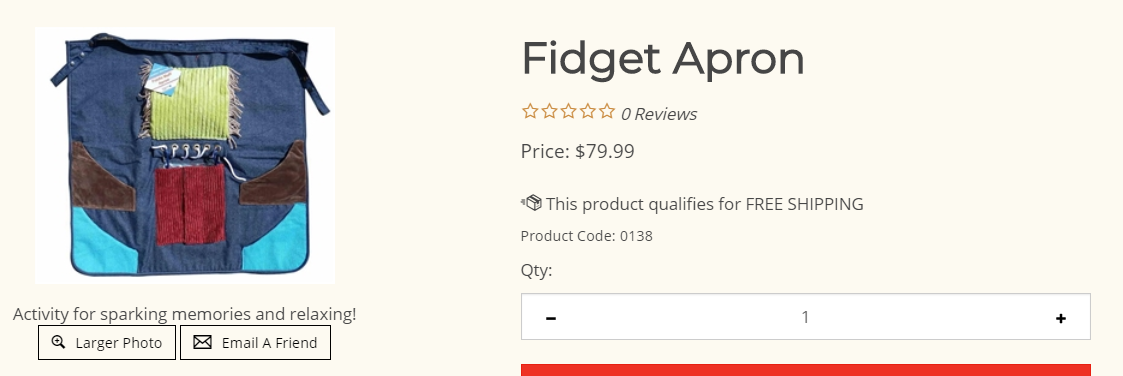 Fidget Apron
0 Reviews
Price: $79.99
This product qualifies for FREE SHIPPING
Product Code: 0138
Qty:
- 1 +
Activity for sparking memories and relaxing!
Larger Photo
Email A Friend